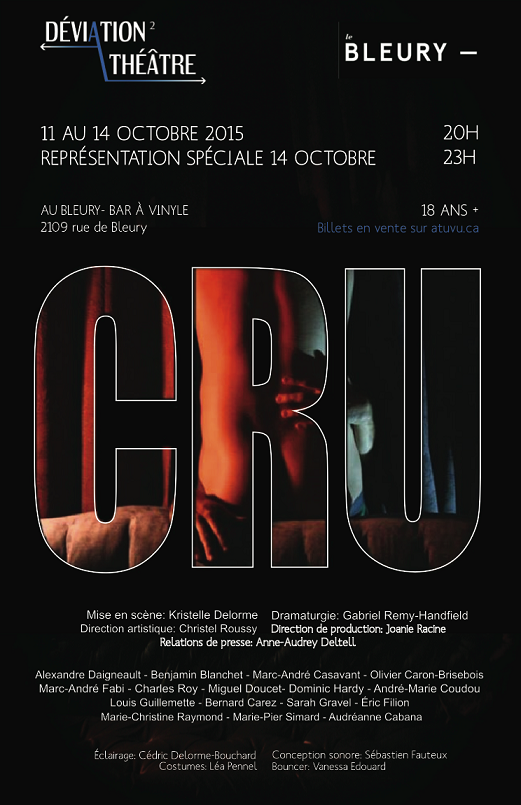 DÉVIATION 2
THÉÂTRE
le
BLEURY —
11 AU 14 OCTOBRE 2015 20H
REPRÉSENTATION SPÉCIALE 14 OCTOBRE 23H
AU BLEURY- BAR À VINYLE 18 ANS +
2109 rue de Bleury Billets en vente sur atuvu.ca
CRU
Mise en scène: Kristelle Delorme Dramaturgie: Gabriel Remy-Handfield
Direction artistique: Christel Roussy Direction de production: Joanie Racine
Relations de presse: Anne-Audrey Deltell
Alexandre Daigneault - Benjamin Blanchet - Marc-André Casavant - Olivier Caron-Brisebois
Marc-André Fabi - Charles Roy - Miguel Doucet- Dominic Hardy - André-Marie Coudou
Louis Guillemette - Bernard Carez - Sarah Gravel - Éric Filion
Marie-Christine Raymond - Marie-Pier Simard - Audréanne Cabana
Éclairage: Cédric Delorme-Bouchard Conception sonore: Sébastien Fauteux
Costumes: Léa Pennel Bouncer: Vanessa Edouard